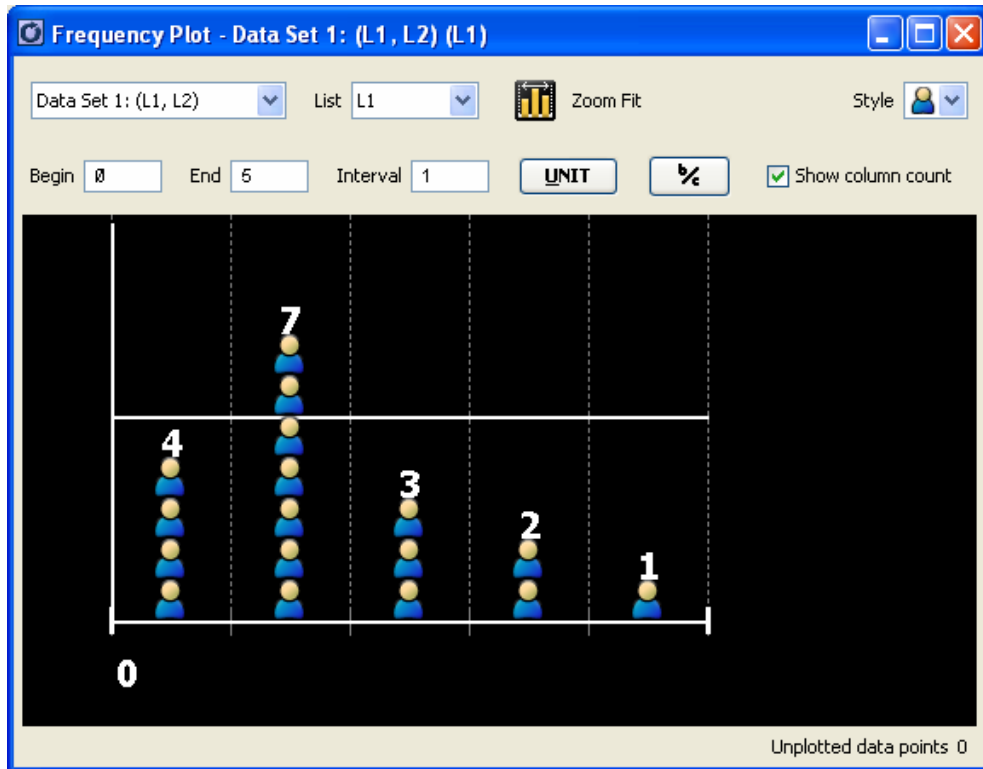 Frequency Plot - Data Set 1: (L1, L2) (L1)
Data Set 1: (L1, L2) List L1 Zoom Fit Style
Begin 0 End 5 Interval 1 UNIT b/c Show column count
7
4
3
2
1
0
Unplotted data points 0